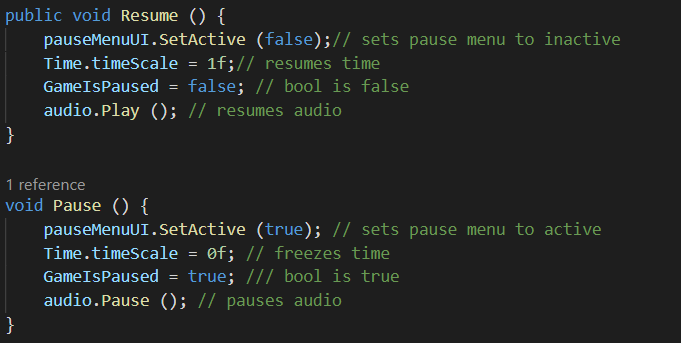 public void Resume () {
pauseMenuUI.SetActive (false);// sets pause menu to inactive
Time.timeScale = 1f;// resumes time
GameIsPaused = false; // bool is false
audio.Play (); // resumes audio
}
1 reference
void Pause () {
pauseMenuUI.SetActive (true); // sets pause menu to active
Time.timeScale = 0f; // freezes time
GameIsPaused = true; /// bool is true
audio.Pause (); // pauses audio
}